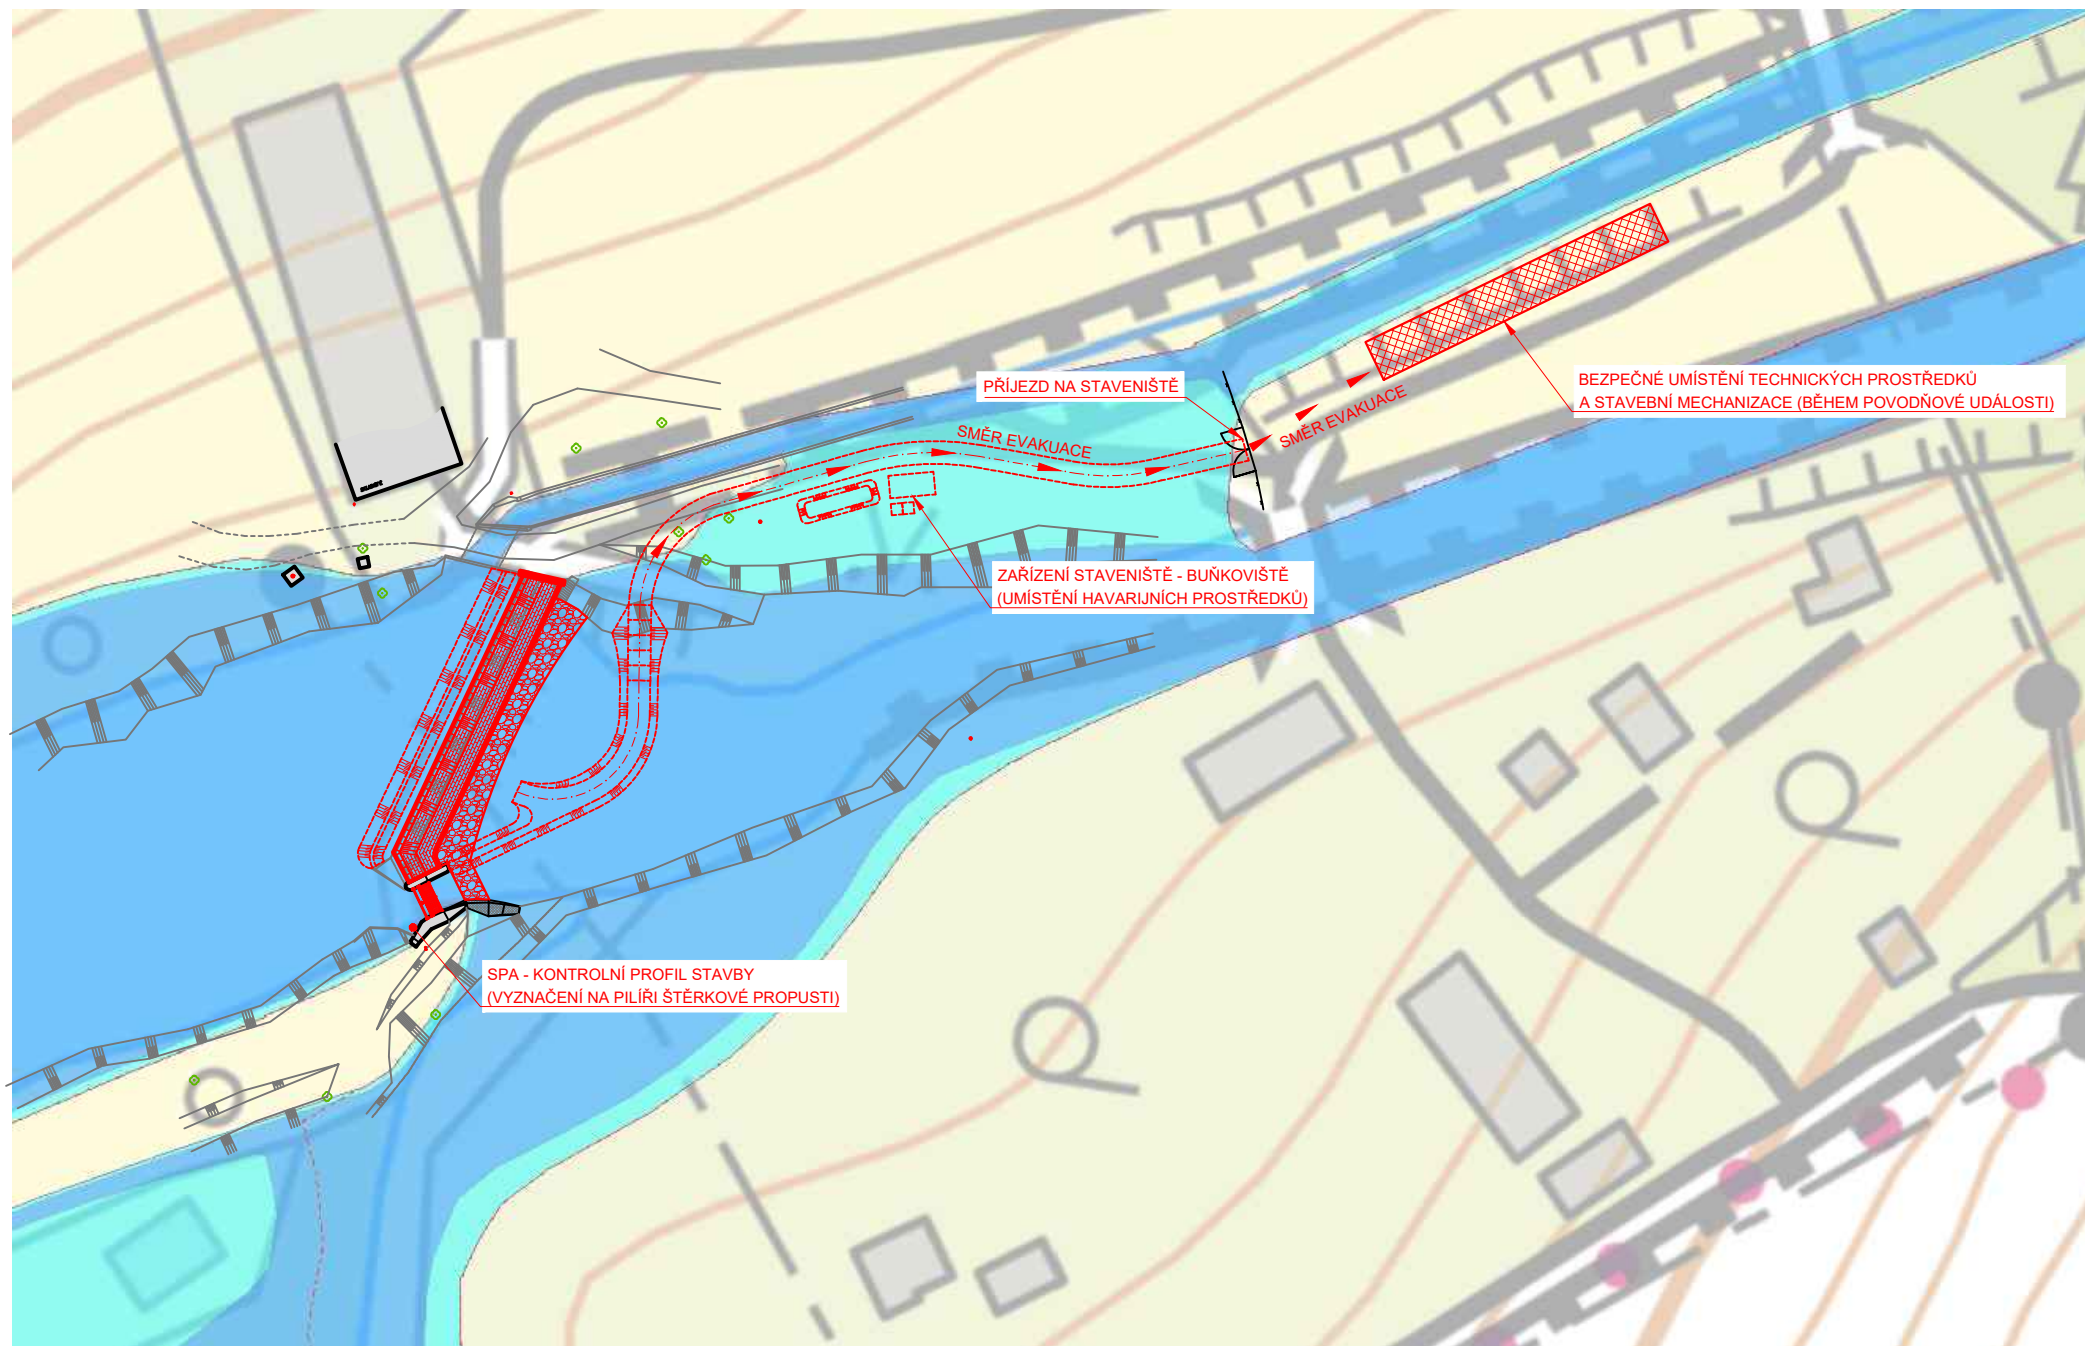 PŘÍJEZD NA STAVENIŠTĚ
BEZPEČNÉ UMÍSTĚNÍ TECHNICKÝCH PROSTŘEDKŮ
A STAVEBNÍ MECHANIZACE (BĚHEM POVODŇOVÉ UDÁLOSTI)
SMĚR EVAKUACE
SMĚR EVAKUACE
ZAŘÍZENÍ STAVENIŠTĚ - BUŇKOVIŠTĚ
(UMÍSTĚNÍ HAVARIJNÍCH PROSTŘEDKŮ)
SPA - KONTROLNÍ PROFIL STAVBY
(VYZNAČENÍ NA PILÍŘI ŠTĚRKOVÉ PROPUSTI)